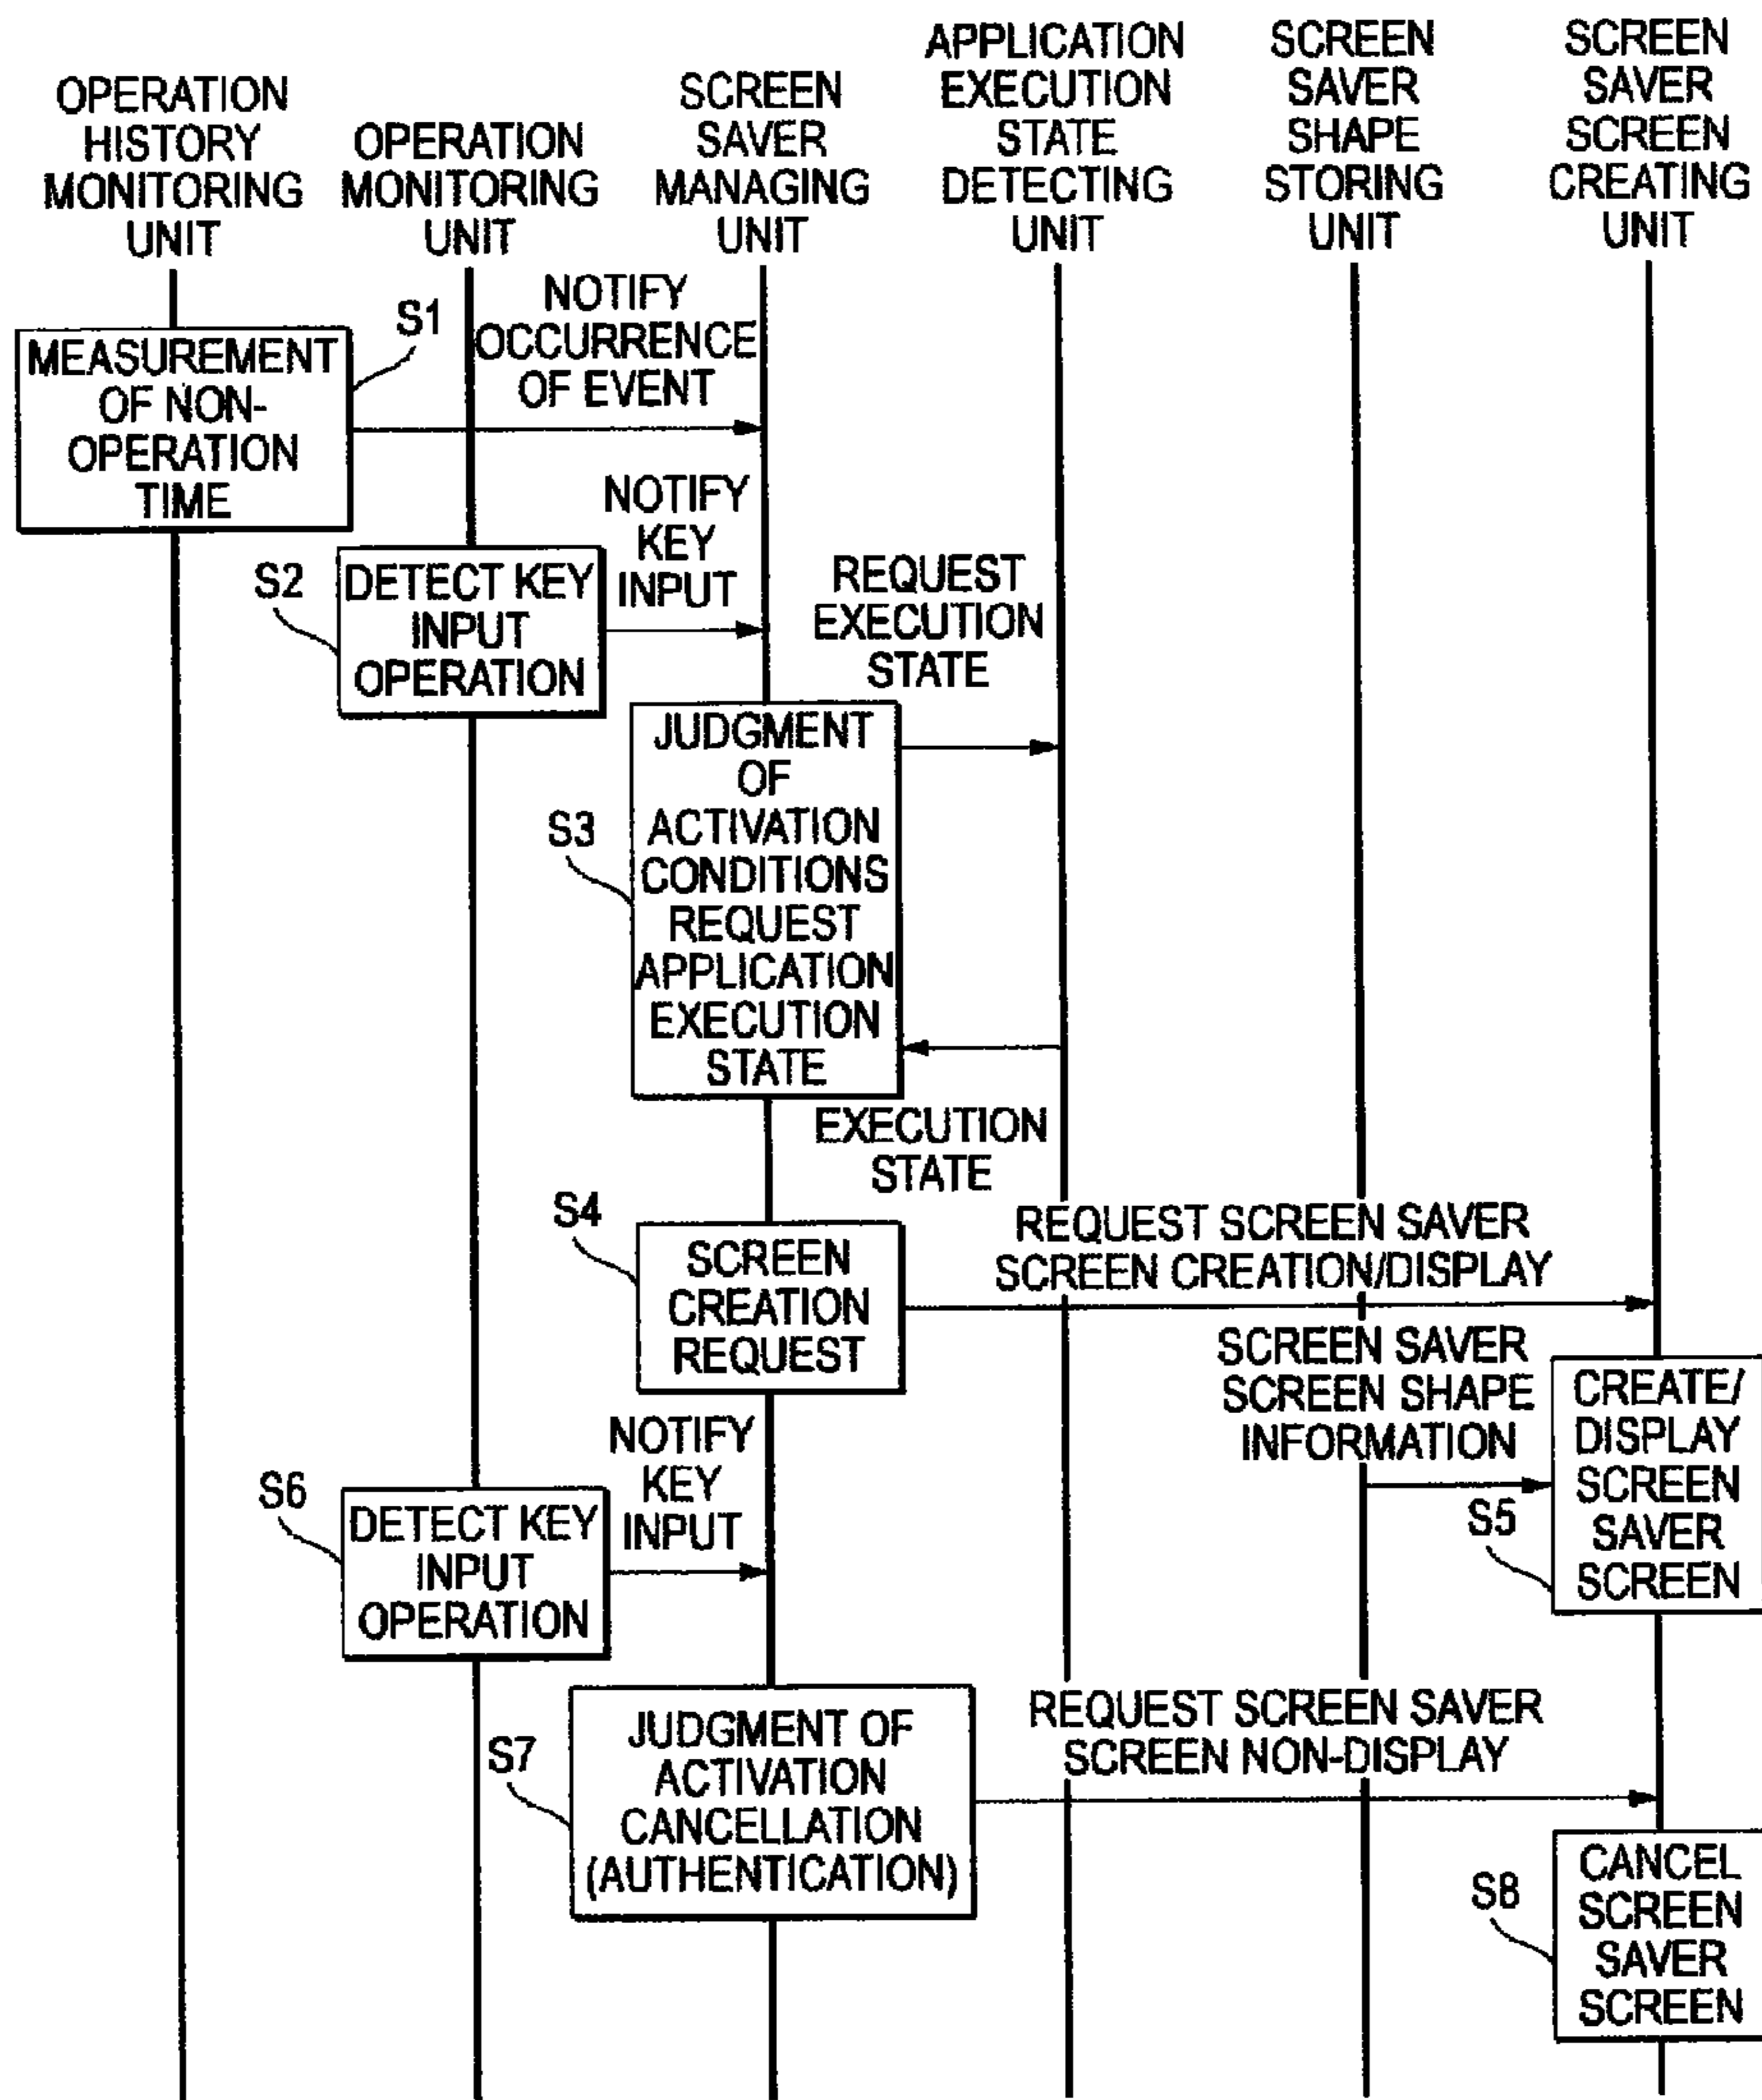 OPERATION
HISTORY
MONITORING
UNIT
OPERATION
MONITORING
UNIT
SCREEN
SAVER
MANAGING
UNIT
APPLICATION
EXECUTION
STATE
DETECTING
UNIT
SCREEN
SAVER
SHAPE
STORING
UNIT
SCREEN
SAVER
SCREEN
CREATING
UNIT
MEASUREMENT
OF NON-
OPERATION
TIME
S1
NOTIFY
OCCURRENCE
OF EVENT
S2
DETECT KEY
INPUT
OPERATION
NOTIFY
KEY
INPUT
REQUEST
EXECUTION
STATE
S3
JUDGMENT
OF
ACTIVATION
CONDITIONS
REQUEST
APPLICATION
EXECUTION
STATE
EXECUTION
STATE
S4
SCREEN
CREATION
REQUEST
REQUEST SCREEN SAVER
SCREEN CREATION/DISPLAY
SCREEN SAVER
SCREEN SHAPE
INFORMATION
S5
CREATE/
DISPLAY
SCREEN
SAVER
SCREEN
S6
DETECT KEY
INPUT
OPERATION
NOTIFY
KEY
INPUT
S7
JUDGMENT OF
ACTIVATION
CANCELLATION
(AUTHENTICATION)
REQUEST SCREEN SAVER
SCREEN NON-DISPLAY
S8
CANCEL
SCREEN
SAVER
SCREEN